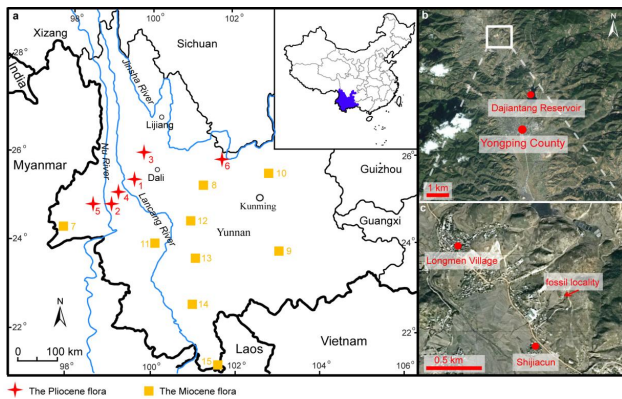 a
98
100
102
104
106
28°
26°
24°
22°
28°
26°
24°
22°
98
100
102
104
106
Xizang
Sichuan
India
Myanmar
Guizhou
Guangxi
Yunnan
Laos
Vietnam
Jinsha River
Nu River
Lancang River
Lijiang
Dali
Kunming
1
2
3
4
5
6
7
8
9
10
11
12
13
14
15
N
0 100 km
The Pliocene flora
The Miocene flora
b
N
Dajiantang Reservoir
Yongping County
1 km
c
Longmen Village
fossil locality
Shijiacun
0.5 km